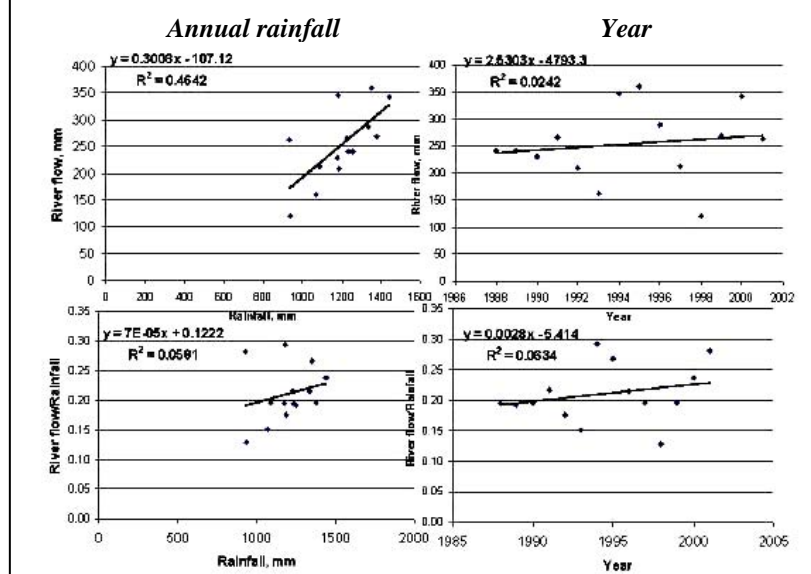 Annual rainfall
Year
y = 0.3006x - 107.12
R² = 0.4642
River flow, mm
400
350
300
250
200
150
100
50
0
0 200 400 600 800 1000 1200 1400 1600
Rainfall, mm
y = 2.5303x - 4793.3
R² = 0.0242
River flow, mm
400
350
300
250
200
150
100
50
0
1986 1988 1990 1992 1994 1996 1998 2000 2002
Year
y = 7E-05x + 0.1222
R² = 0.0581
River flow/Rainfall
0.35
0.30
0.25
0.20
0.15
0.10
0.05
0.00
0 500 1000 1500 2000
Rainfall, mm
y = 0.0028x - 5.414
R² = 0.0634
River flow/Rainfall
0.35
0.30
0.25
0.20
0.15
0.10
0.05
0.00
1985 1990 1995 2000 2005
Year